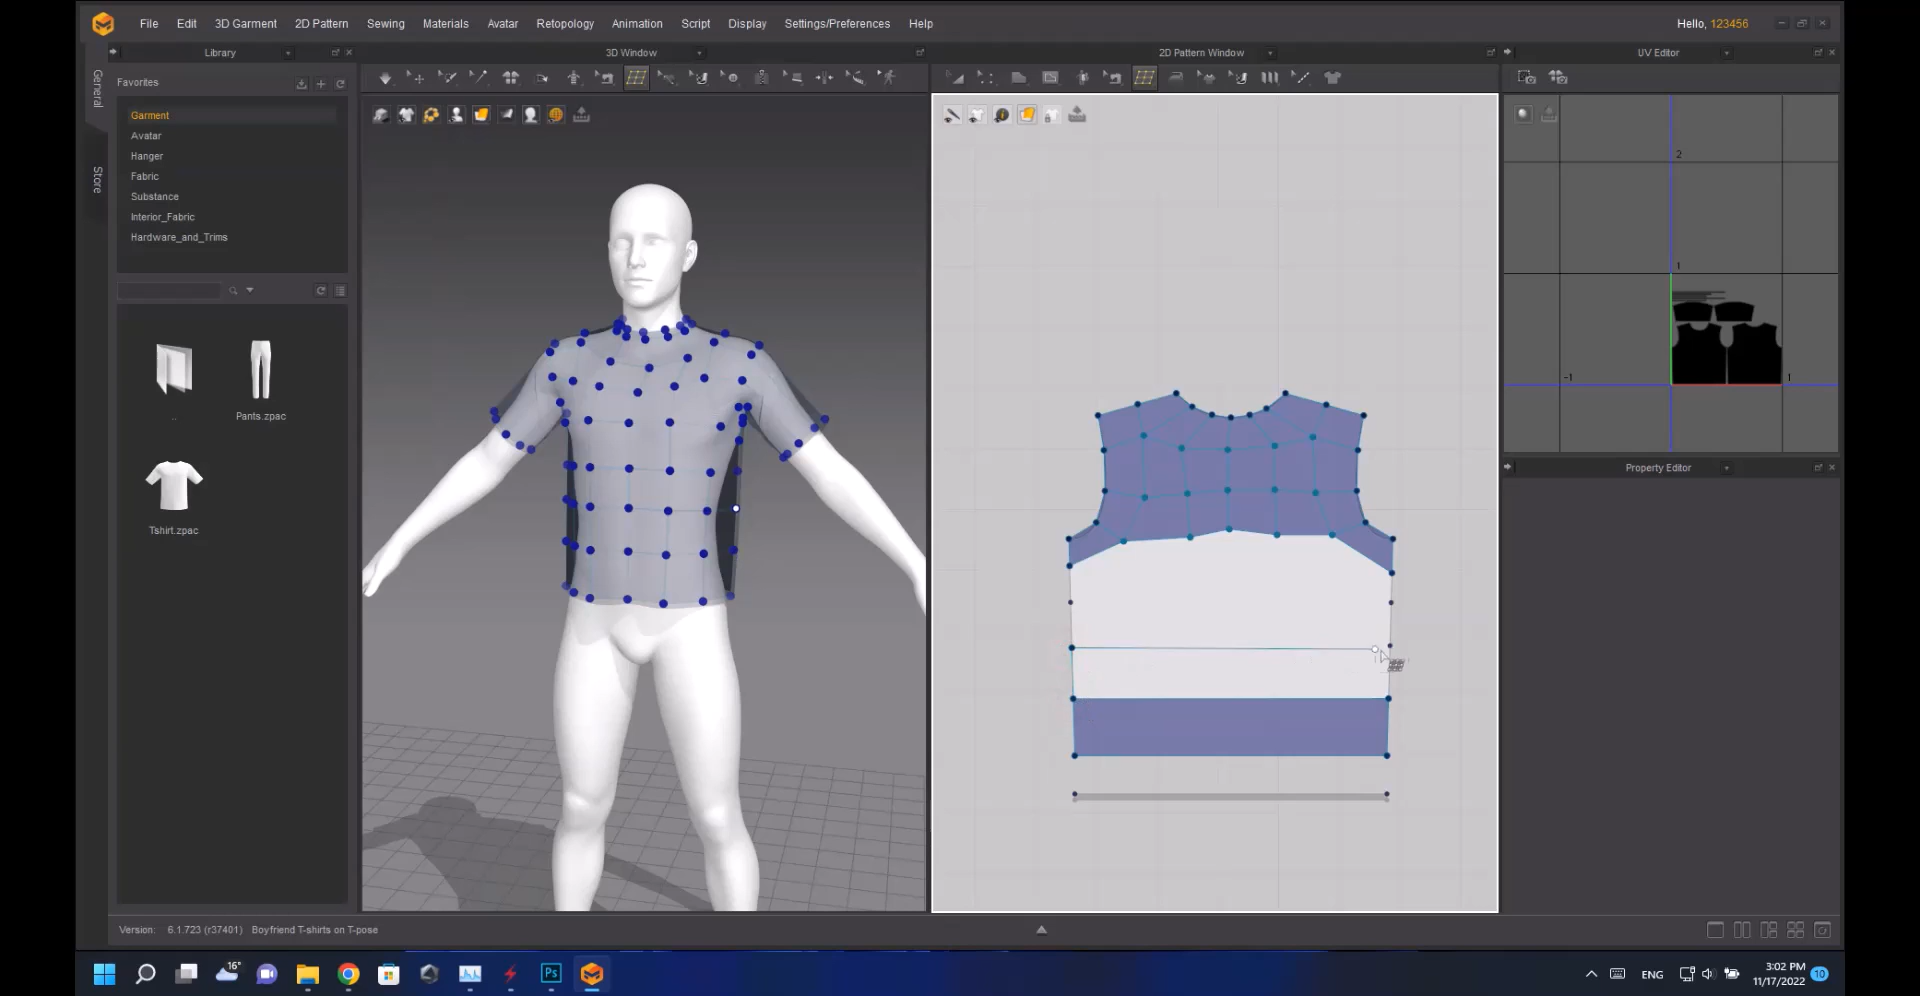 File Edit 3D Garment 2D Pattern Sewing Materials Avatar Retopology Animation Script Display Settings/Preferences Help Hello, 123456
Library 3D Window 2D Pattern Window UV Editor
General
Store
Favorites
Garment
Avatar
Hanger
Fabric
Substance
Interior_Fabric
Hardware_and_Trims
..
Pants.zpac
Tshirt.zpac
2
1
-1
1
Property Editor
Version: 6.1.723 (r37401) Boyfriend T-shirts on T-pose
16°
Ps
ENG
3:02 PM
11/17/2022
10